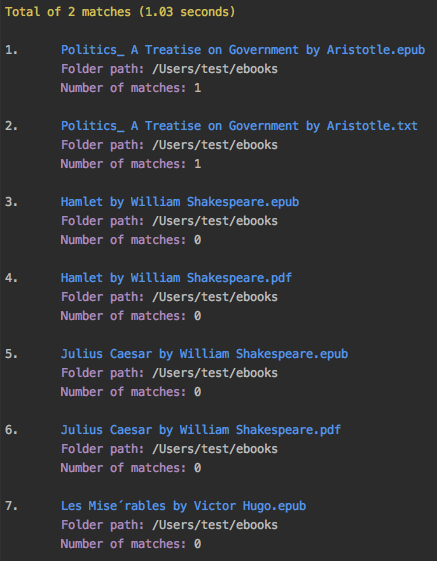 Total of 2 matches (1.03 seconds)
1. Politics_ A Treatise on Government by Aristotle.epub
Folder path: /Users/test/ebooks
Number of matches: 1
2. Politics_ A Treatise on Government by Aristotle.txt
Folder path: /Users/test/ebooks
Number of matches: 1
3. Hamlet by William Shakespeare.epub
Folder path: /Users/test/ebooks
Number of matches: 0
4. Hamlet by William Shakespeare.pdf
Folder path: /Users/test/ebooks
Number of matches: 0
5. Julius Caesar by William Shakespeare.epub
Folder path: /Users/test/ebooks
Number of matches: 0
6. Julius Caesar by William Shakespeare.pdf
Folder path: /Users/test/ebooks
Number of matches: 0
7. Les Mise´rables by Victor Hugo.epub
Folder path: /Users/test/ebooks
Number of matches: 0